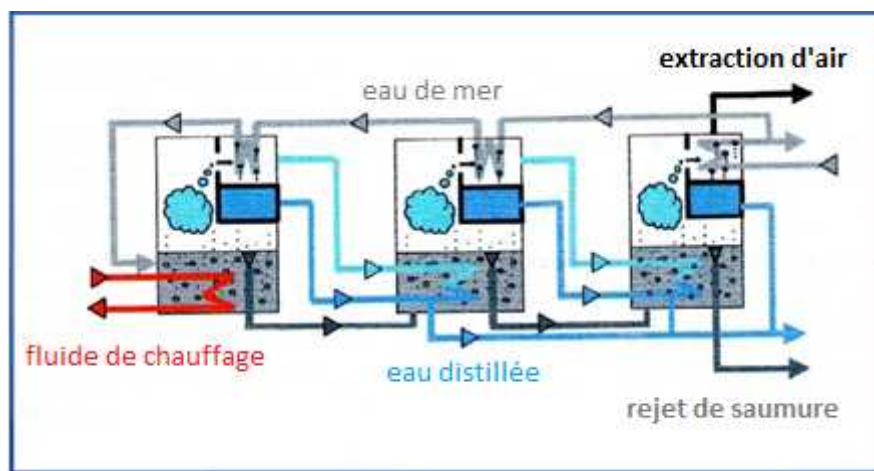 extraction d'air
eau de mer
fluide de chauffage
eau distillée
rejet de saumure